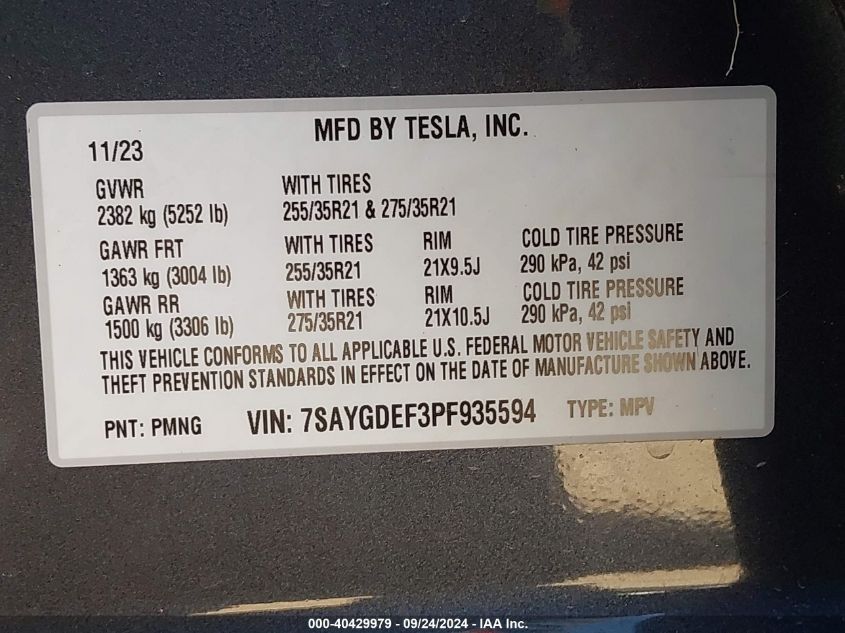 MFD BY TESLA, INC.
11/23
GVWR WITH TIRES
2382 kg (5252 lb) 255/35R21 & 275/35R21
GAWR FRT WITH TIRES RIM COLD TIRE PRESSURE
1363 kg (3004 lb) 255/35R21 21X9.5J 290 kPa, 42 psi
GAWR RR WITH TIRES RIM COLD TIRE PRESSURE
1500 kg (3306 lb) 275/35R21 21X10.5J 290 kPa, 42 psi
THIS VEHICLE CONFORMS TO ALL APPLICABLE U.S. FEDERAL MOTOR VEHICLE SAFETY AND
THEFT PREVENTION STANDARDS IN EFFECT ON THE DATE OF MANUFACTURE SHOWN ABOVE.
PNT: PMNG VIN: 7SAYGDEF3PF935594 TYPE: MPV
000-40429979 - 09/24/2024 - IAA Inc.